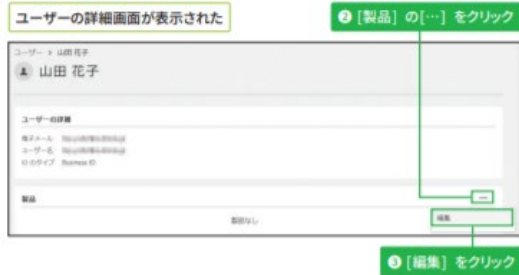 ユーザーの詳細画面が表示された
❷ [製品] の[…] をクリック
ユーザー > 山田 花子
山田 花子
ユーザーの詳細
電子メール
ユーザー名
ID のタイプ Business ID
製品
…
製品なし
編集
❸ [編集] をクリック